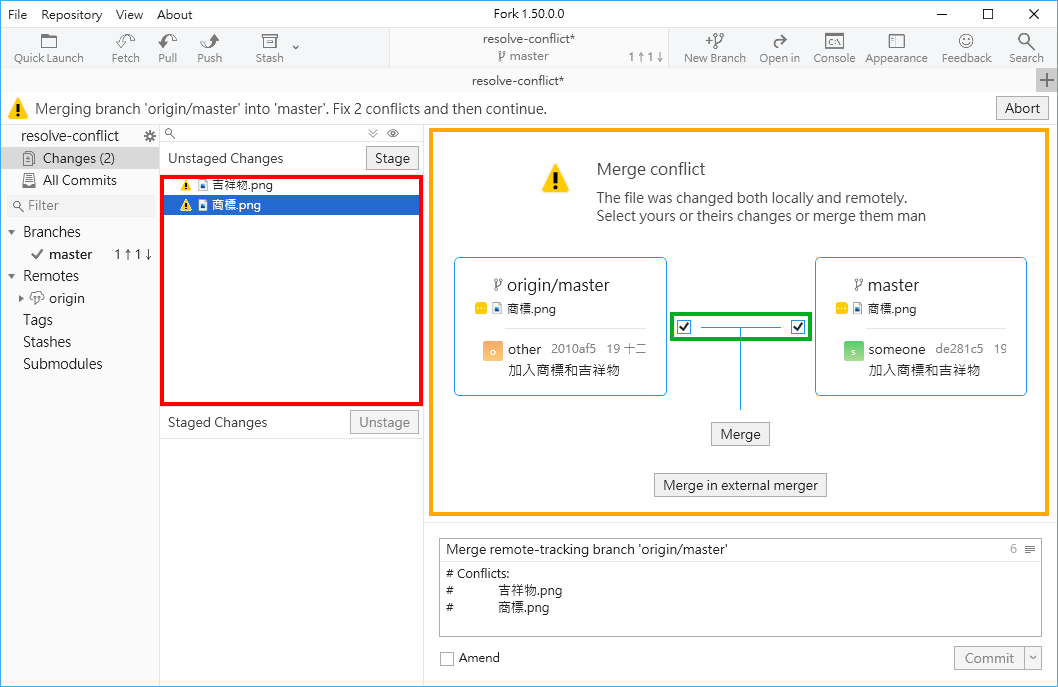 File Repository View About Fork 1.50.0.0
Quick Launch Fetch Pull Push Stash resolve-conflict* master 1↑1↓ New Branch Open in Console Appearance Feedback Search
resolve-conflict*
Merging branch 'origin/master' into 'master'. Fix 2 conflicts and then continue. Abort
resolve-conflict
Changes (2)
All Commits
Filter
Branches
master 1↑1↓
Remotes
origin
Tags
Stashes
Submodules
Unstaged Changes Stage
吉祥物.png
商標.png
Staged Changes Unstage
Merge conflict
The file was changed both locally and remotely.
Select yours or theirs changes or merge them man
origin/master
商標.png
o other 2010af5 19 十二
加入商標和吉祥物
master
商標.png
s someone de281c5 19
加入商標和吉祥物
Merge
Merge in external merger
Merge remote-tracking branch 'origin/master' 6
# Conflicts:
# 吉祥物.png
# 商標.png
Amend Commit